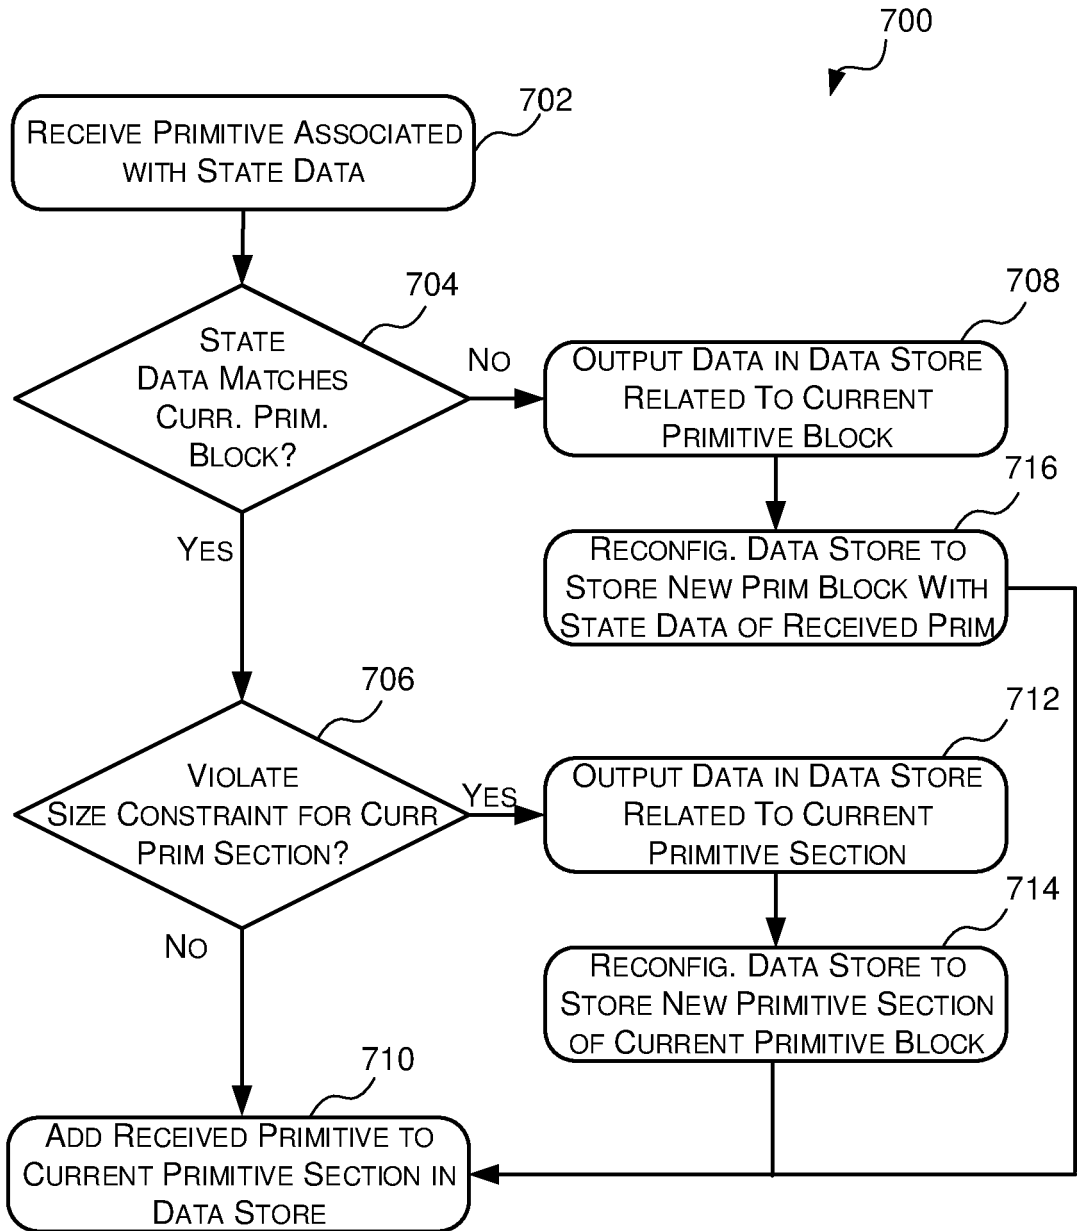 700
702
RECEIVE PRIMITIVE ASSOCIATED
WITH STATE DATA
704
STATE
DATA MATCHES
CURR. PRIM.
BLOCK?
NO
YES
708
OUTPUT DATA IN DATA STORE
RELATED TO CURRENT
PRIMITIVE BLOCK
716
RECONFIG. DATA STORE TO
STORE NEW PRIM BLOCK WITH
STATE DATA OF RECEIVED PRIM
706
VIOLATE
SIZE CONSTRAINT FOR CURR
PRIM SECTION?
YES
NO
712
OUTPUT DATA IN DATA STORE
RELATED TO CURRENT
PRIMITIVE SECTION
714
RECONFIG. DATA STORE TO
STORE NEW PRIMITIVE SECTION
OF CURRENT PRIMITIVE BLOCK
710
ADD RECEIVED PRIMITIVE TO
CURRENT PRIMITIVE SECTION IN
DATA STORE